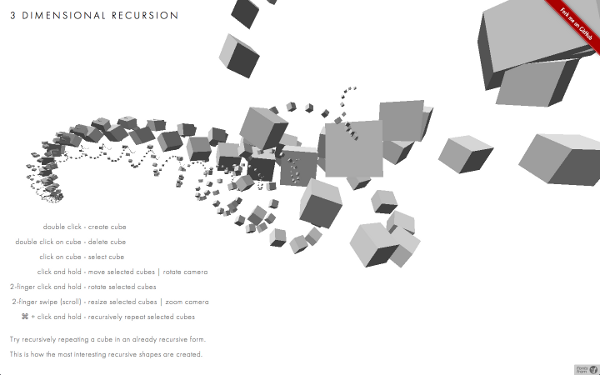 3 DIMENSIONAL RECURSION
Fork me on GitHub
double click - create cube
double click on cube - delete cube
click on cube - select cube
click and hold - move selected cubes | rotate camera
2-finger click and hold - rotate selected cubes
2-finger swipe (scroll) - resize selected cubes | zoom camera
⌘ + click and hold - recursively repeat selected cubes
Try recursively repeating a cube in an already recursive form.
This is how the most interesting recursive shapes are created.